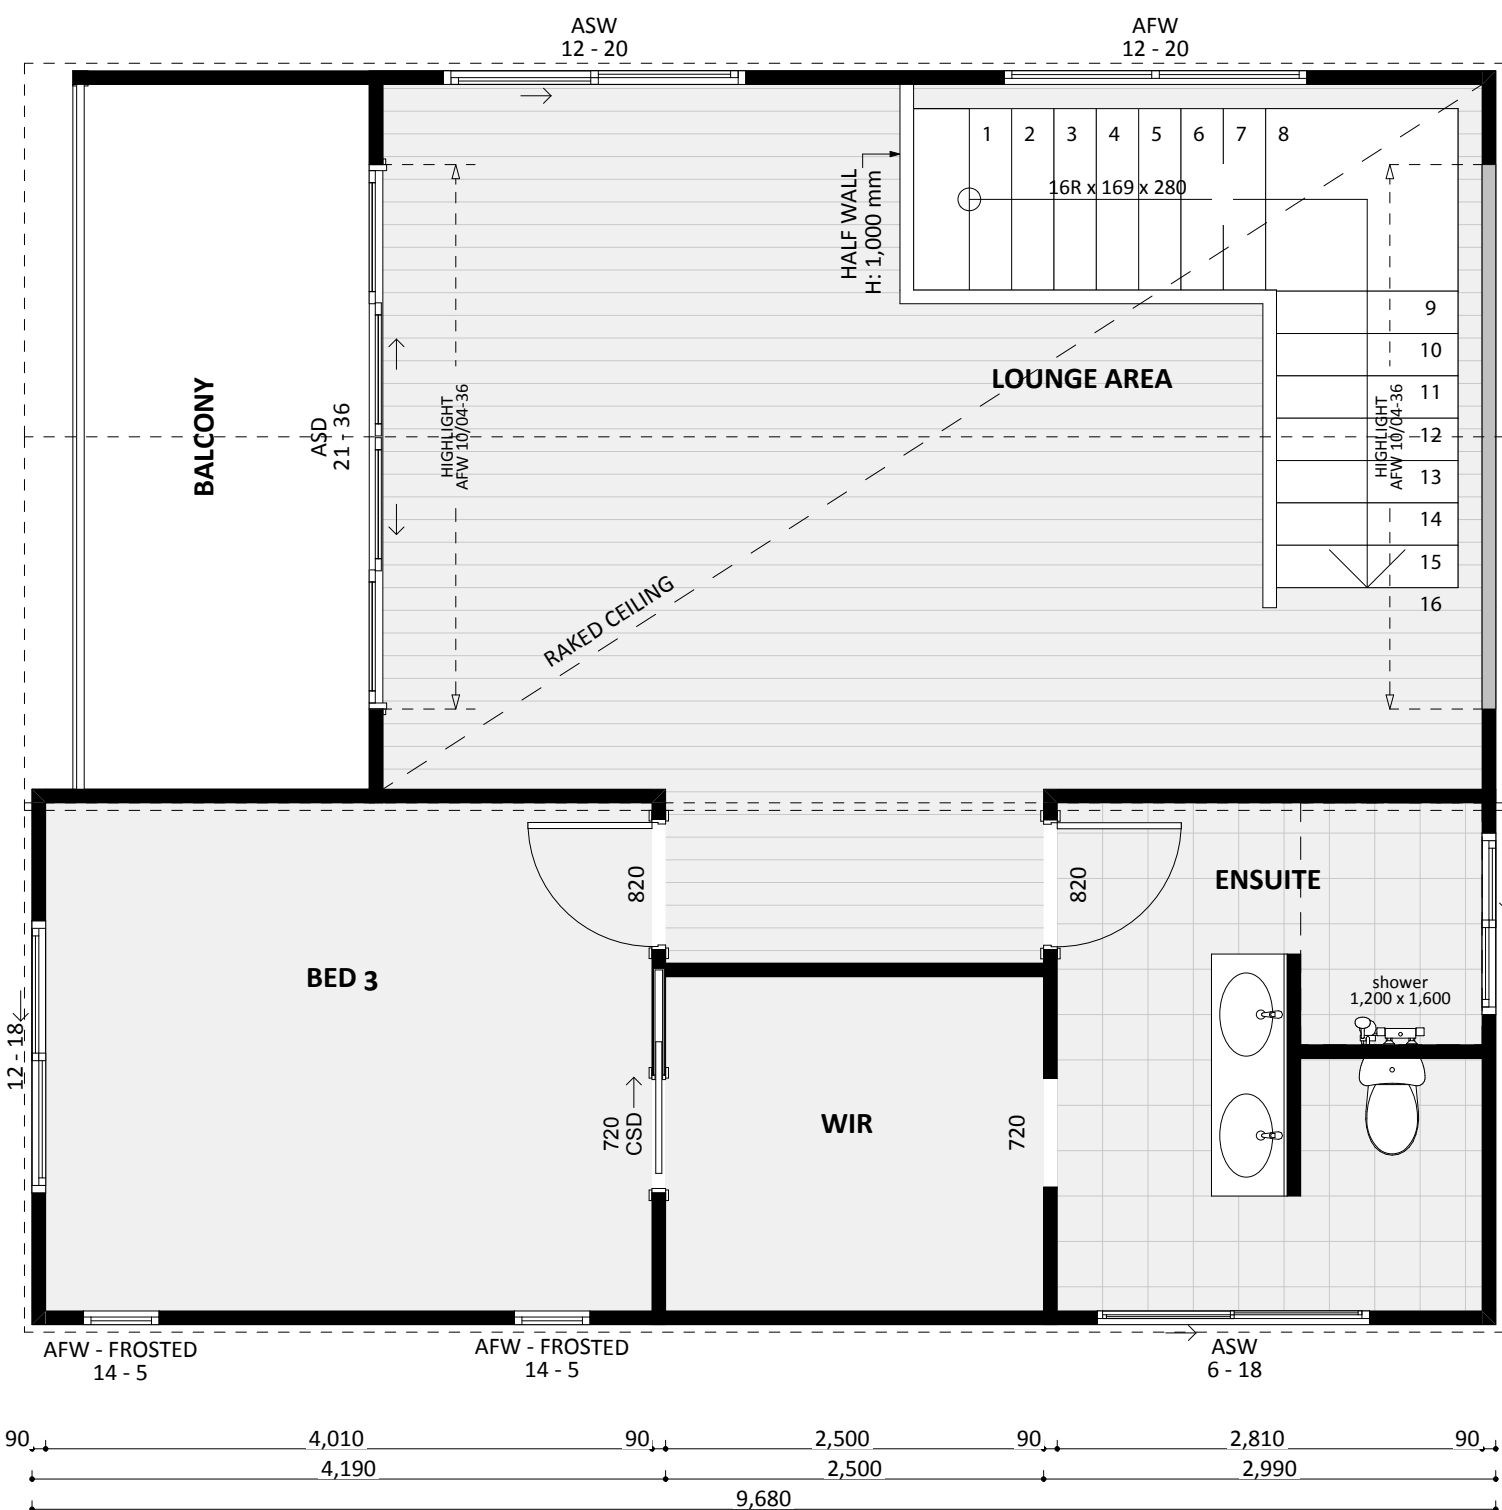 ASW
12 - 20
AFW
12 - 20
1 2 3 4 5 6 7 8
16R x 169 x 280
HALF WALL
H: 1,000 mm
9
10
11
12
13
14
15
16
LOUNGE AREA
BALCONY
ASD
21 - 36
HIGHLIGHT
AFW 10/04-36
HIGHLIGHT
AFW 10/04-36
RAKED CEILING
820
820
ENSUITE
BED 3
shower
1,200 x 1,600
12 - 18
720
CSD
WIR
720
AFW - FROSTED
14 - 5
AFW - FROSTED
14 - 5
ASW
6 - 18
90 4,010 90 2,500 90 2,810 90
4,190 2,500 2,990
9,680